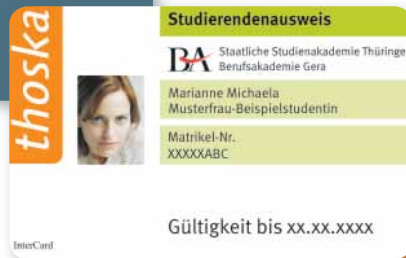 thoska
Studierendenausweis
BA
Staatliche Studienakademie Thüringe
Berufsakademie Gera
Marianne Michaela
Musterfrau-Beispielstudentin
Matrikel-Nr.
XXXXXABC
Gültigkeit bis xx.xx.xxxx
InterCard